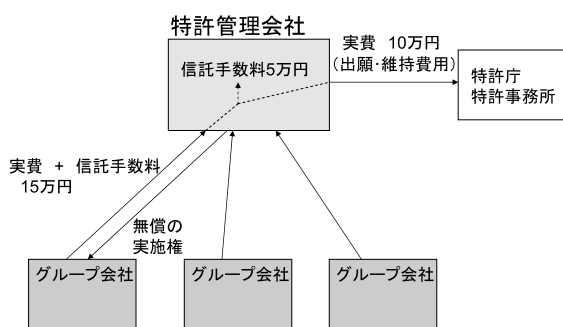 特許管理会社
実費 10万円
（出願・維持費用）
信託手数料5万円
特許庁
特許事務所
実費 + 信託手数料
15万円
無償の
実施権
グループ会社
グループ会社
グループ会社